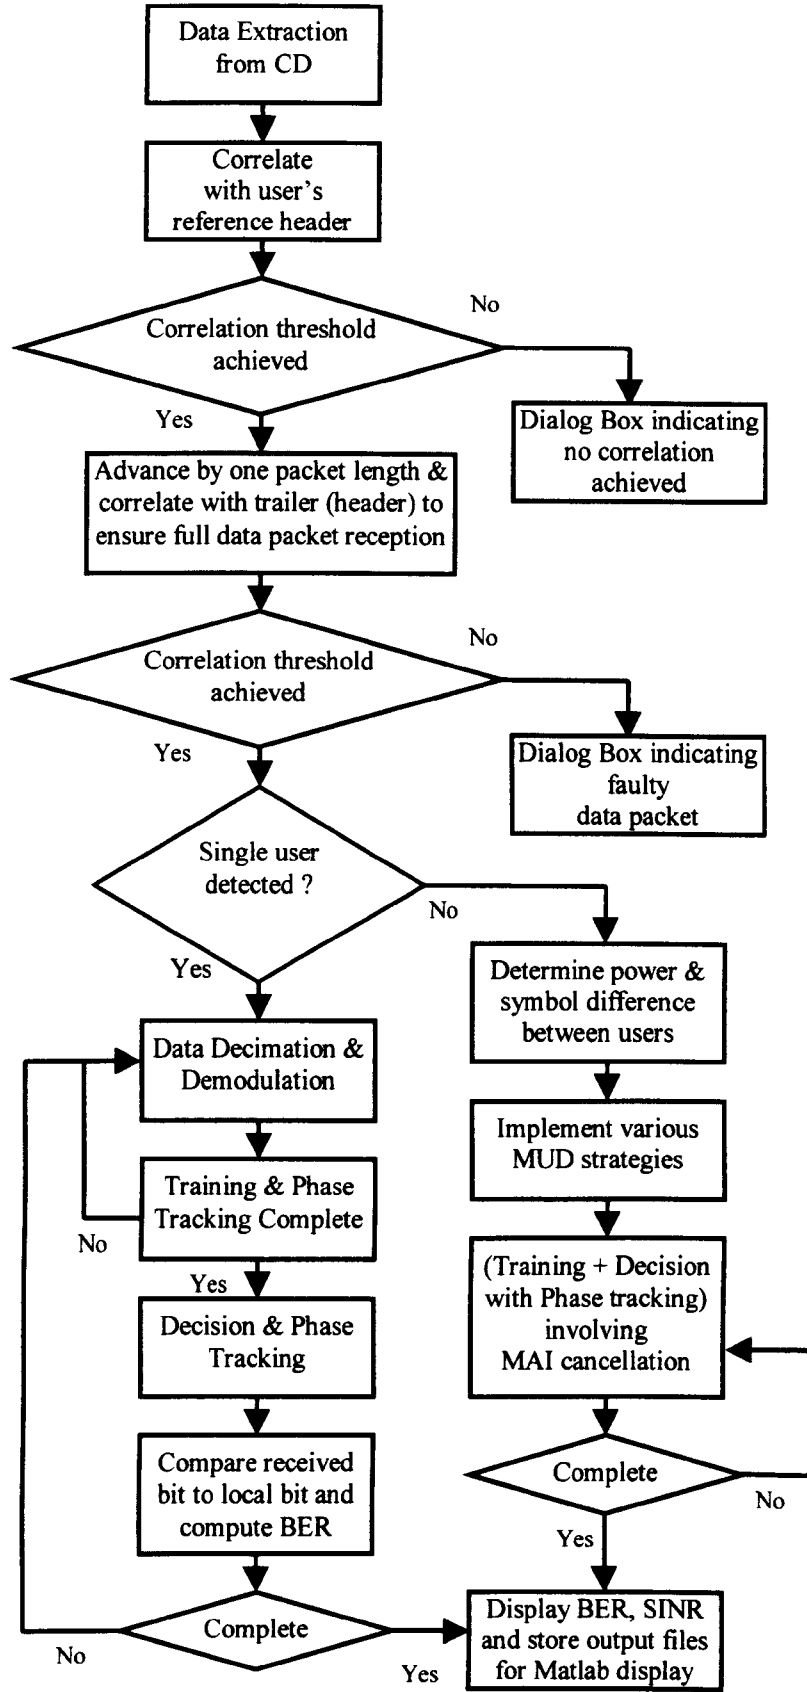 Data Extraction
from CD
Correlate
with user's
reference header
No
Correlation threshold
achieved
Yes
Dialog Box indicating
no correlation
achieved
Advance by one packet length &
correlate with trailer (header) to
ensure full data packet reception
No
Correlation threshold
achieved
Yes
Dialog Box indicating
faulty
data packet
Single user
detected ?
No
Yes
Determine power &
symbol difference
between users
Data Decimation &
Demodulation
Implement various
MUD strategies
Training & Phase
Tracking Complete
No
Yes
(Training + Decision
with Phase tracking)
involving
MAI cancellation
Decision & Phase
Tracking
Compare received
bit to local bit and
compute BER
Complete
No
Yes
Complete
No
Yes
Display BER, SINR
and store output files
for Matlab display